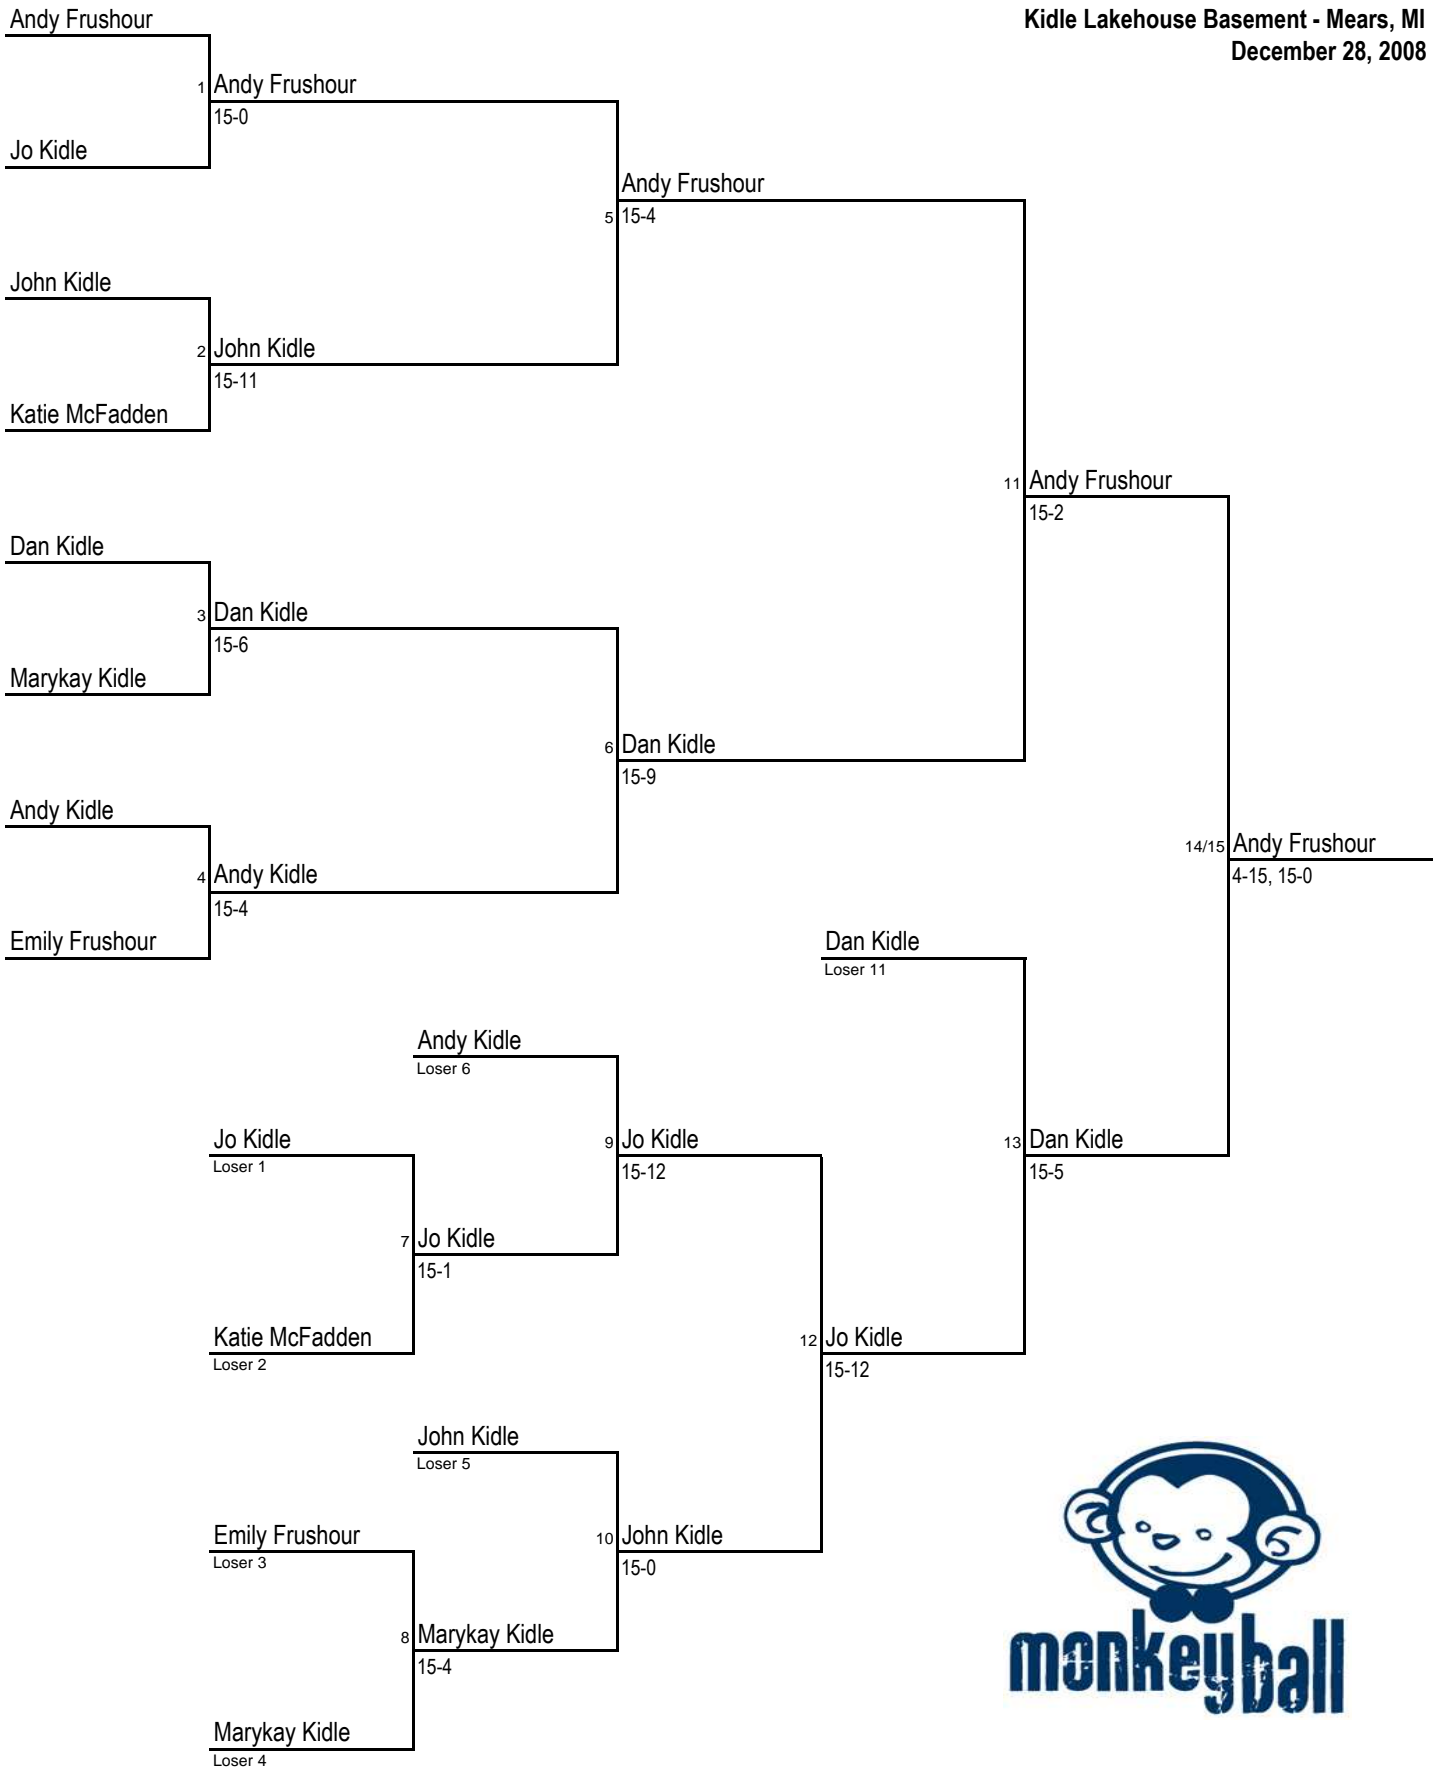 Kidle Lakehouse Basement - Mears, MI
December 28, 2008
Andy Frushour
1 Andy Frushour
15-0
Jo Kidle
Andy Frushour
5 15-4
John Kidle
2 John Kidle
15-11
Katie McFadden
11 Andy Frushour
15-2
Dan Kidle
3 Dan Kidle
15-6
Marykay Kidle
6 Dan Kidle
15-9
Andy Kidle
14/15 Andy Frushour
4-15, 15-0
4 Andy Kidle
15-4
Emily Frushour
Dan Kidle
Loser 11
Andy Kidle
Loser 6
Jo Kidle
Loser 1
9 Jo Kidle
15-12
13 Dan Kidle
15-5
7 Jo Kidle
15-1
Katie McFadden
Loser 2
12 Jo Kidle
15-12
John Kidle
Loser 5
Emily Frushour
Loser 3
10 John Kidle
15-0
8 Marykay Kidle
15-4
Marykay Kidle
Loser 4
monkeyball